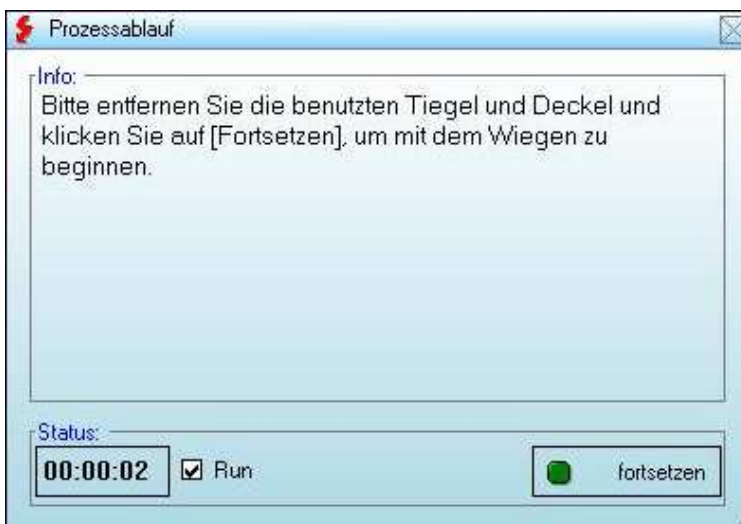 Prozessablauf
Info:
Bitte entfernen Sie die benutzten Tiegel und Deckel und
klicken Sie auf [Fortsetzen], um mit dem Wiegen zu
beginnen.
Status:
00:00:02 Run fortsetzen